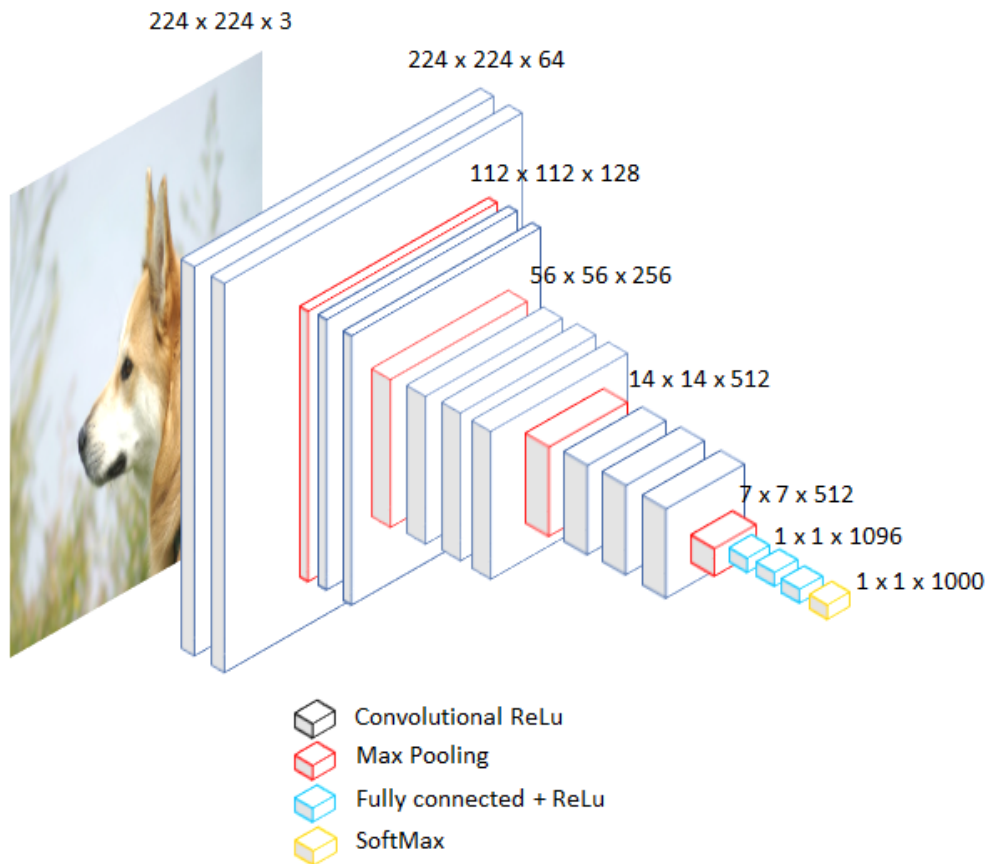 224 x 224 x 3
224 x 224 x 64
112 x 112 x 128
56 x 56 x 256
14 x 14 x 512
7 x 7 x 512
1 x 1 x 1096
1 x 1 x 1000
Convolutional ReLu
Max Pooling
Fully connected + ReLu
SoftMax